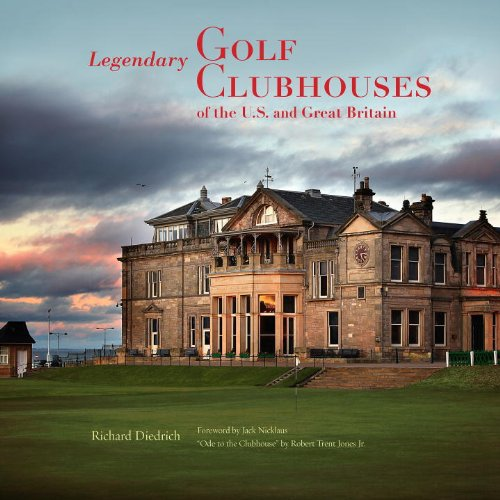 Legendary Golf
Clubhouses
of the U.S. and Great Britain
Richard Diedrich
Foreword by Jack Nicklaus
"Ode to the Clubhouse" by Robert Trent Jones Jr.